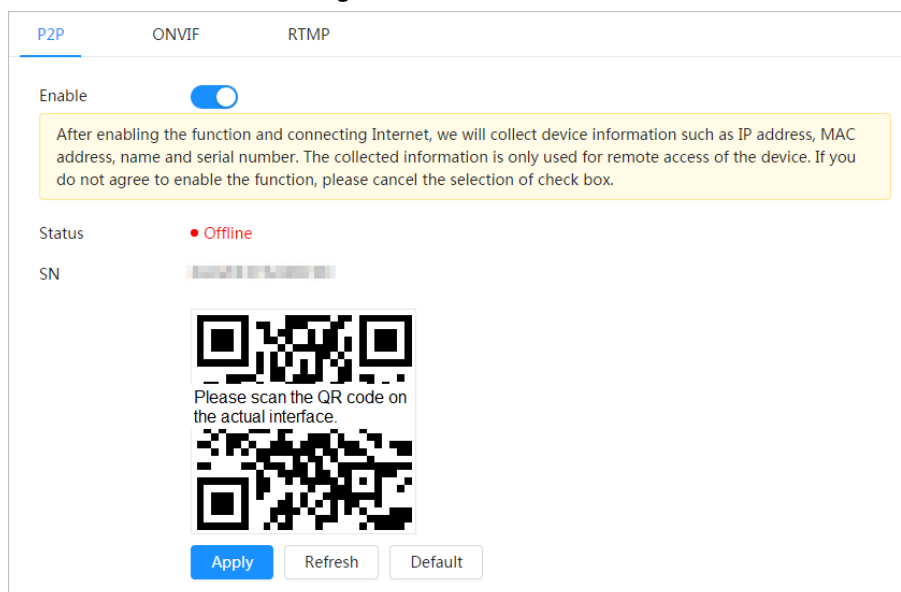 P2P ONVIF RTMP
Enable
After enabling the function and connecting Internet, we will collect device information such as IP address, MAC
address, name and serial number. The collected information is only used for remote access of the device. If you
do not agree to enable the function, please cancel the selection of check box.
Status Offline
SN
Please scan the QR code on
the actual interface.
Apply Refresh Default